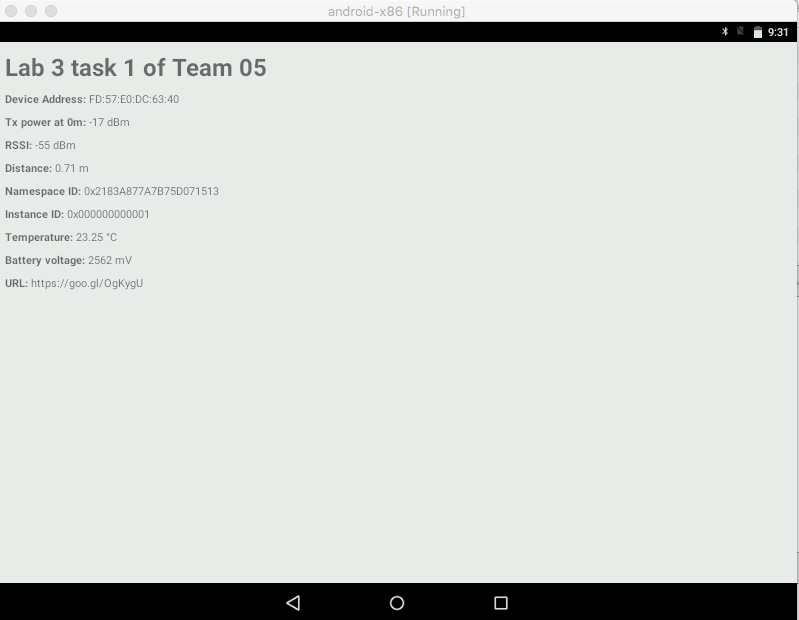 android-x86 [Running]
9:31
Lab 3 task 1 of Team 05
Device Address: FD:57:E0:DC:63:40
Tx power at 0m: -17 dBm
RSSI: -55 dBm
Distance: 0.71 m
Namespace ID: 0x2183A877A7B75D071513
Instance ID: 0x000000000001
Temperature: 23.25 °C
Battery voltage: 2562 mV
URL: https://goo.gl/OgKygU